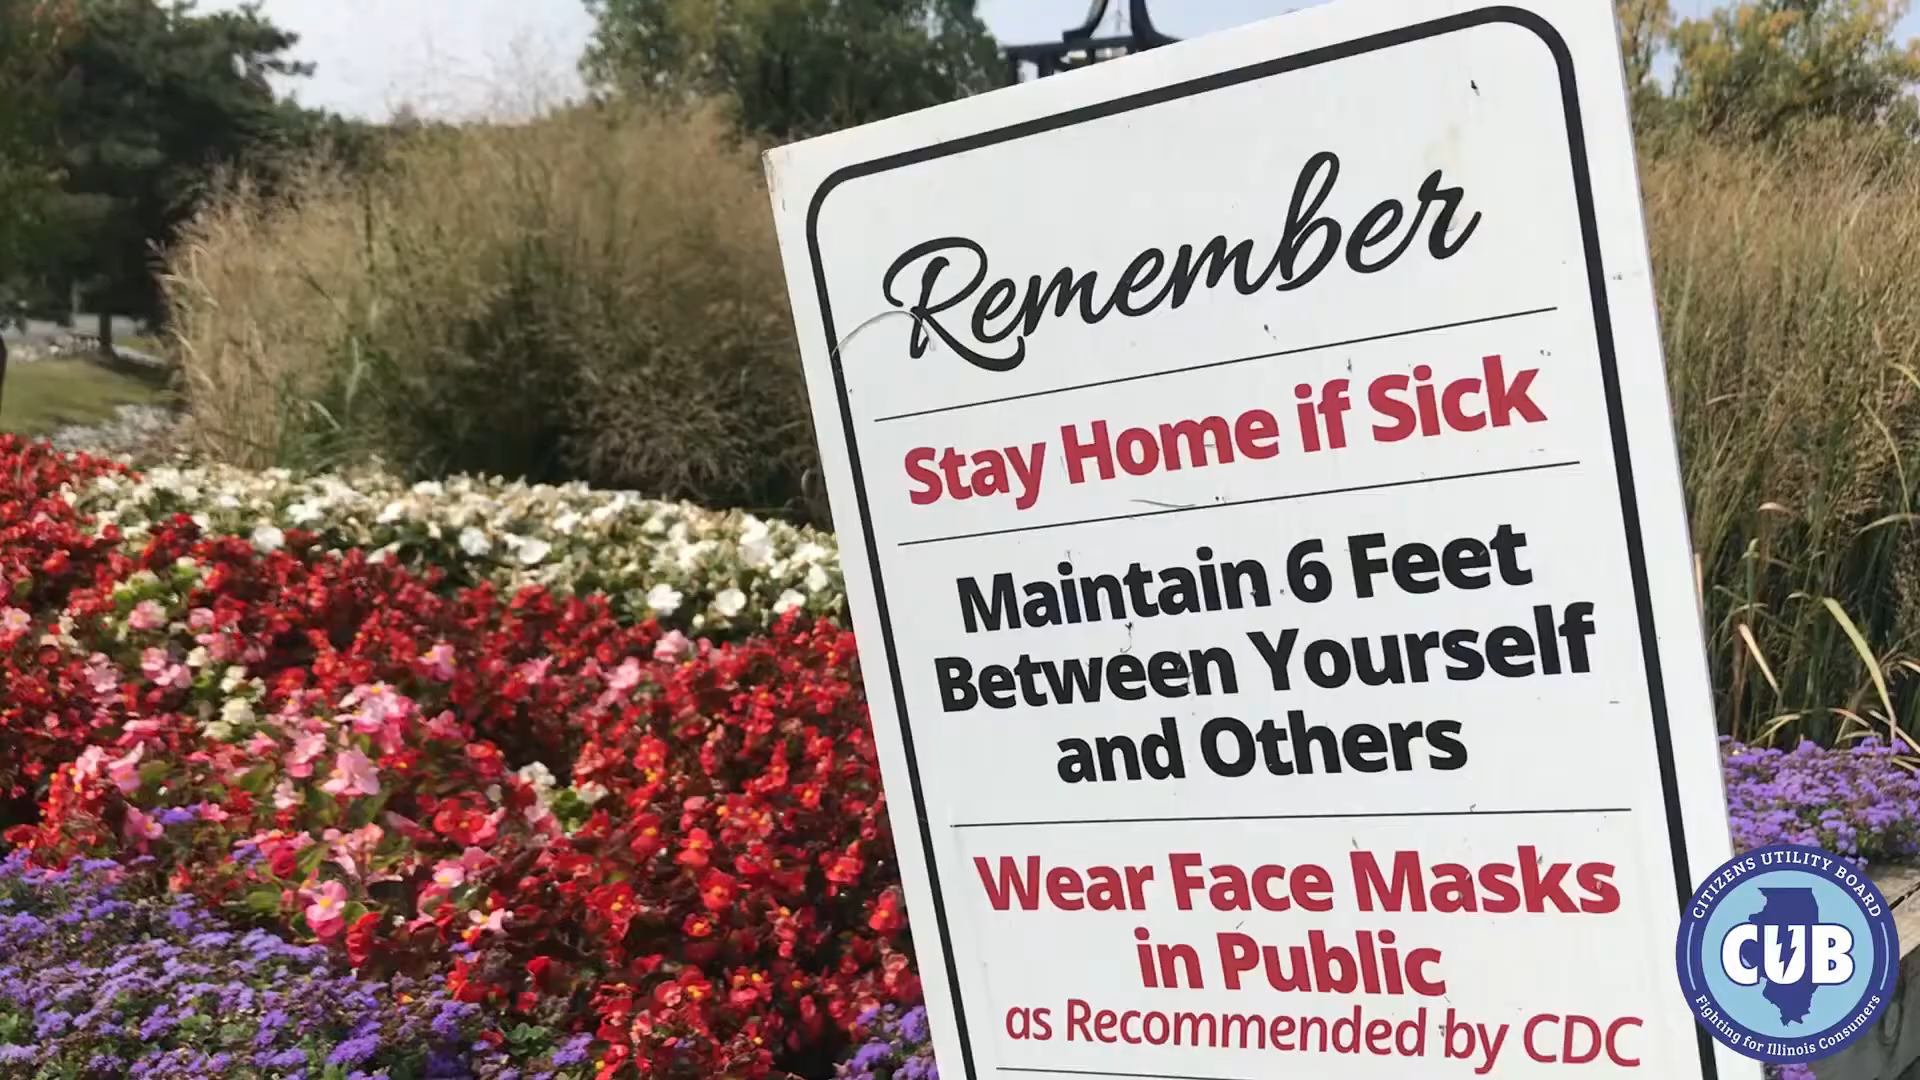 Remember
Stay Home if Sick
Maintain 6 Feet
Between Yourself
and Others
Wear Face Masks
in Public
as Recommended by CDC
CITIZENS UTILITY BOARD
CUB
Fighting for Illinois Consumers